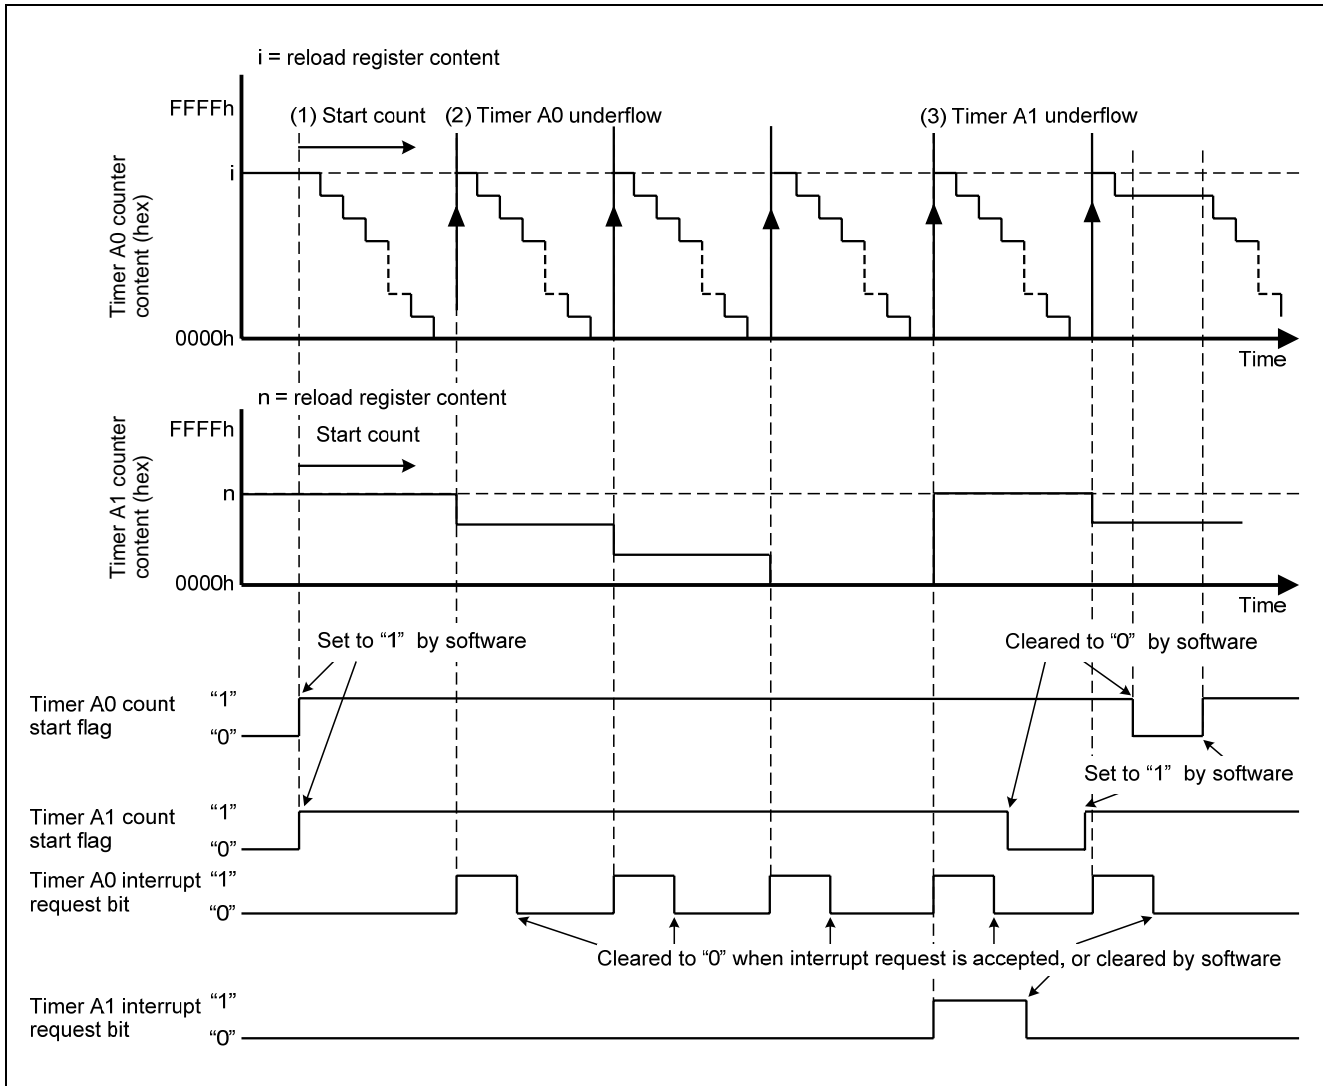 i = reload register content
FFFFh
(1) Start count
(2) Timer A0 underflow
(3) Timer A1 underflow
i
Timer A0 counter
content (hex)
0000h
Time
n = reload register content
FFFFh
Start count
n
Timer A1 counter
content (hex)
0000h
Time
Set to “1” by software
Cleared to “0” by software
Timer A0 count
start flag
“1”
“0”
Set to “1” by software
Timer A1 count
start flag
“1”
“0”
Timer A0 interrupt
request bit
“1”
“0”
Cleared to “0” when interrupt request is accepted, or cleared by software
Timer A1 interrupt
request bit
“1”
“0”